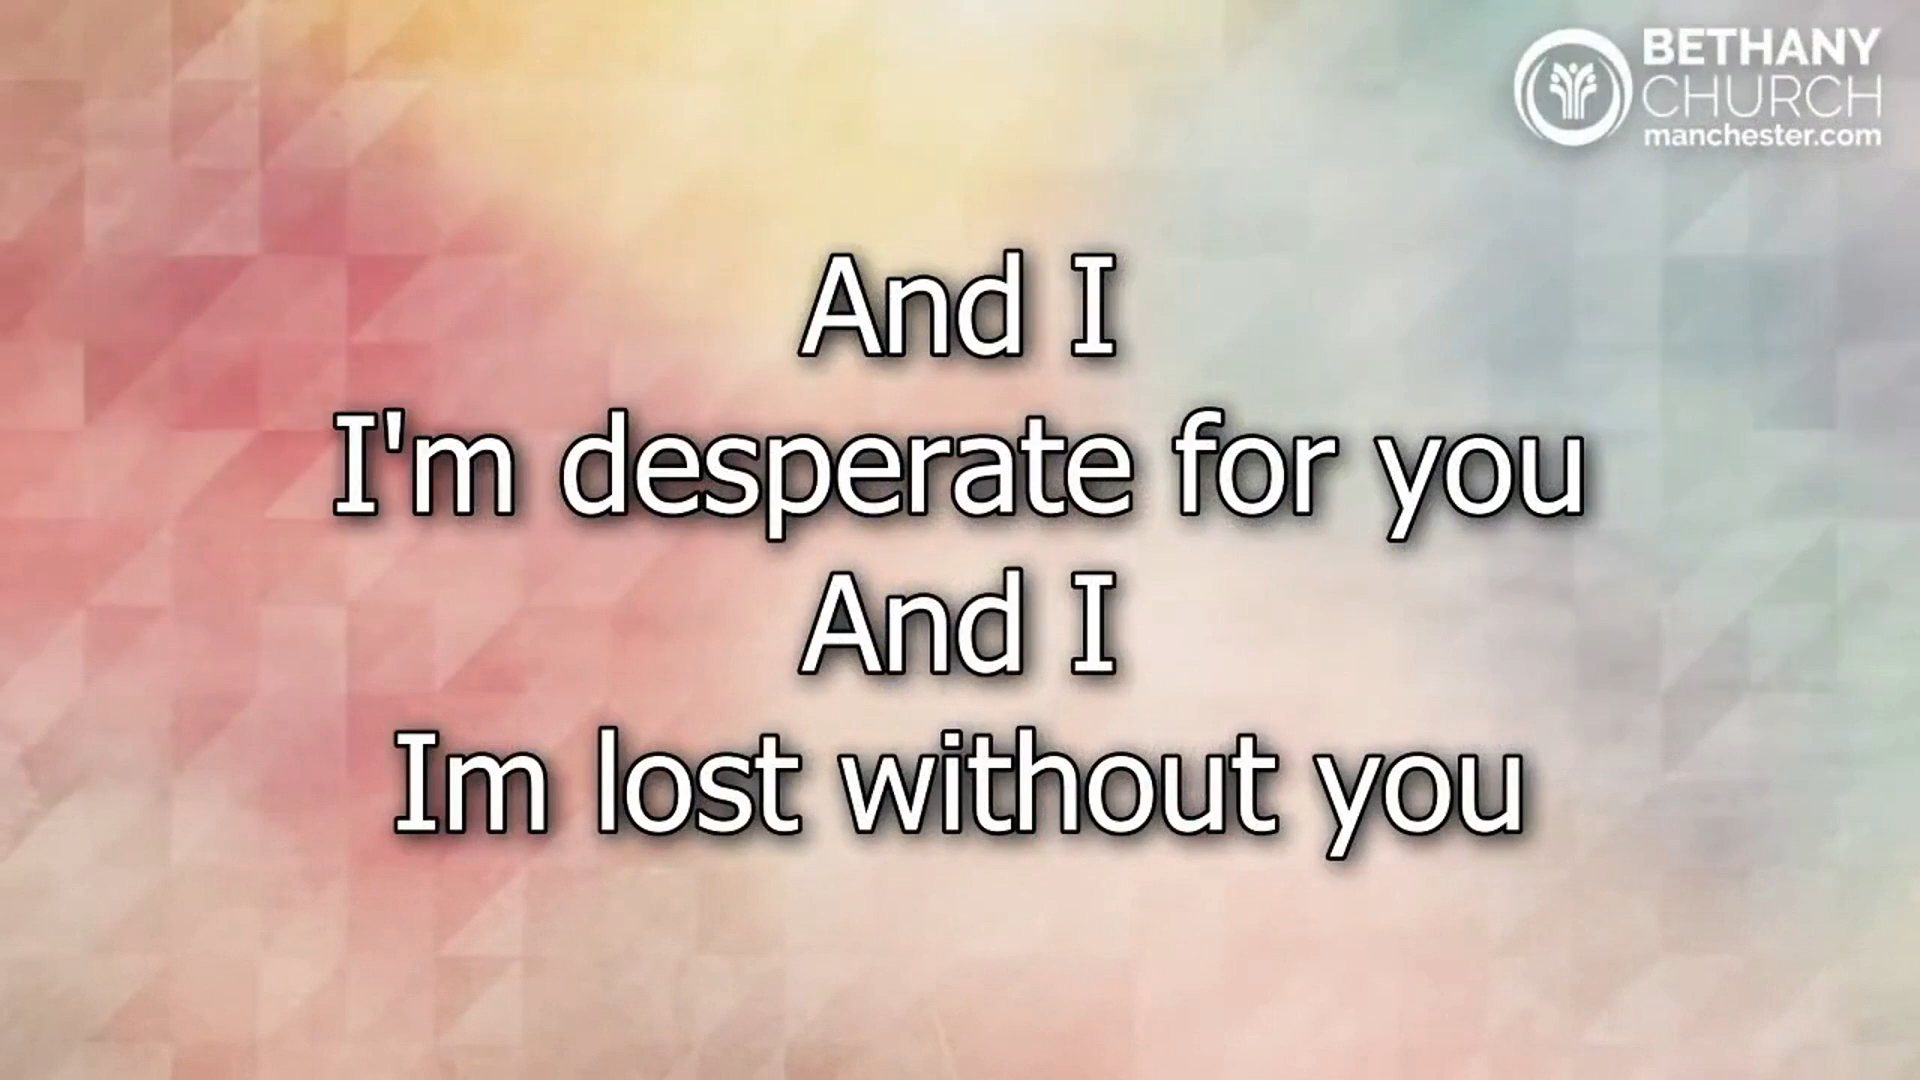 BETHANY
CHURCH
manchester.com
And I
I'm desperate for you
And I
Im lost without you